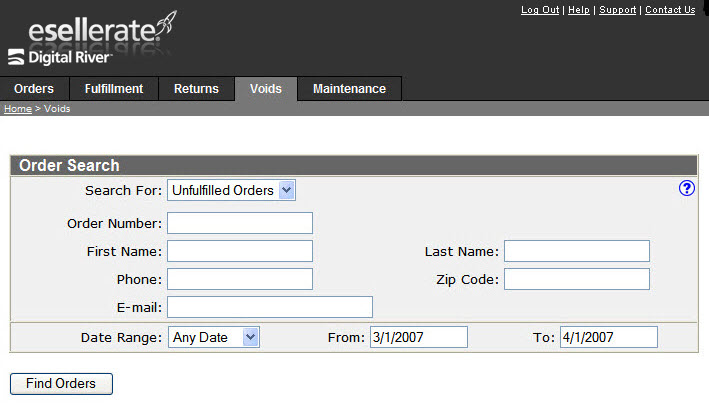 Log Out | Help | Support | Contact Us
esellerate.
Digital River
Orders Fulfillment Returns Voids Maintenance
Home > Voids
Order Search
Search For: Unfulfilled Orders ?
Order Number:
First Name: Last Name:
Phone: Zip Code:
E-mail:
Date Range: Any Date From: 3/1/2007 To: 4/1/2007
Find Orders